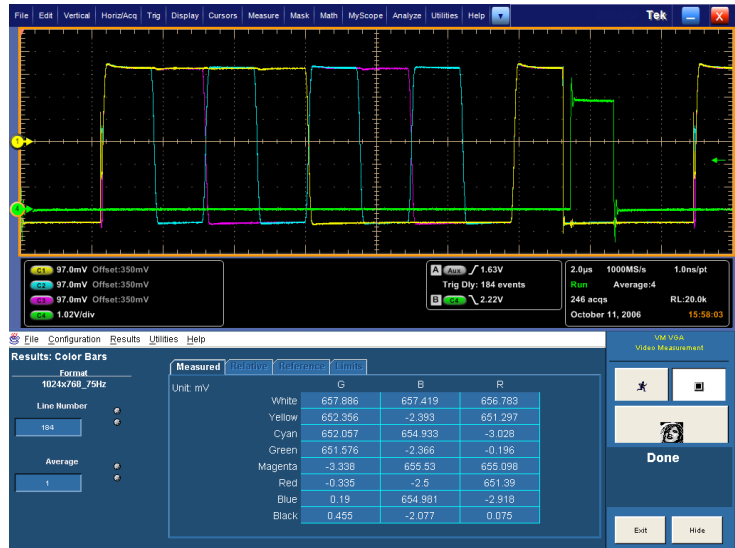 File Edit Vertical Horiz/Acq Trig Display Cursors Measure Mask Math MyScope Analyze Utilities Help Tek X
1
4
C1 97.0mV Offset:350mV
C2 97.0mV Offset:350mV
C3 97.0mV Offset:350mV
C4 1.02V/div
A Aux 1.63V
Trig Dly: 184 events
B C4 2.22V
2.0µs 1000MS/s 1.0ns/pt
Run Average:4
246 acqs RL:20.0k
October 11, 2006 15:58:03
File Configuration Results Utilities Help
VM VGA
Video Measurement
Results: Color Bars
Format
1024x768_75Hz
Line Number
184
Average
1
Measured Relative Reference Limits
Unit: mV G B R
White 657.886 657.419 656.783
Yellow 652.356 -2.393 651.297
Cyan 652.057 654.933 -3.028
Green 651.576 -2.366 -0.196
Magenta -3.338 655.53 655.098
Red -0.335 -2.5 651.39
Blue 0.19 654.981 -2.918
Black 0.455 -2.077 0.075
Done
Exit Hide